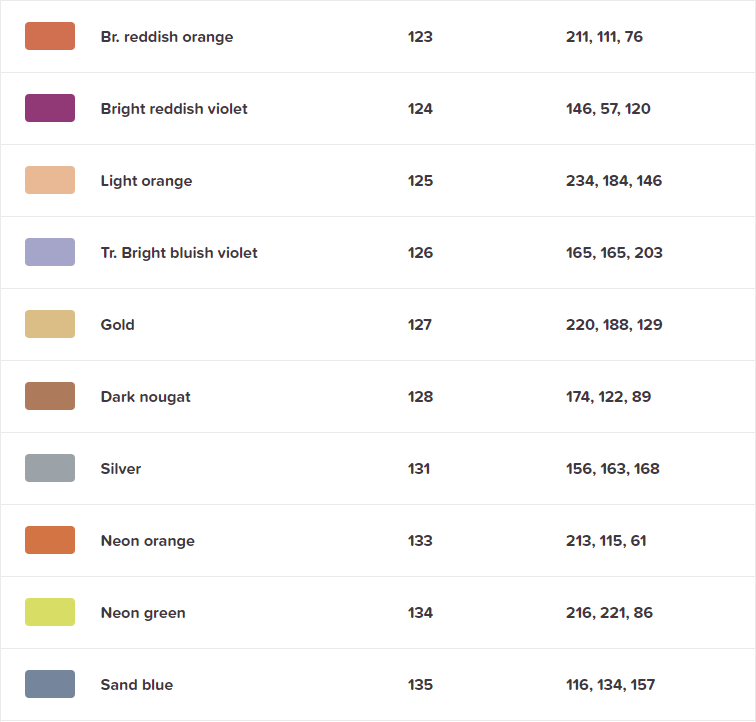 Br. reddish orange 123 211, 111, 76
Bright reddish violet 124 146, 57, 120
Light orange 125 234, 184, 146
Tr. Bright bluish violet 126 165, 165, 203
Gold 127 220, 188, 129
Dark nougat 128 174, 122, 89
Silver 131 156, 163, 168
Neon orange 133 213, 115, 61
Neon green 134 216, 221, 86
Sand blue 135 116, 134, 157